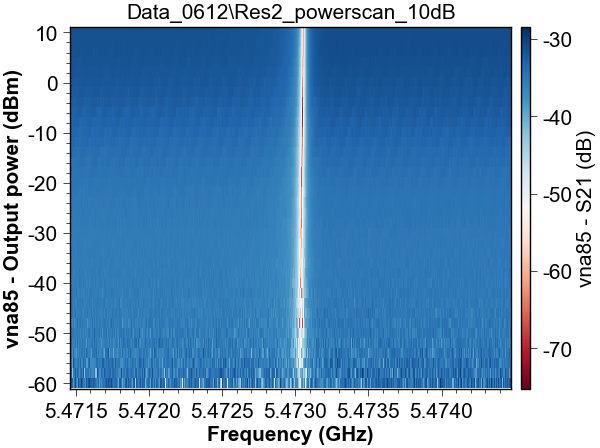 Data_0612\Res2_powerscan_10dB
10
0
-10
-20
-30
-40
-50
-60
vna85 - Output power (dBm)
5.4715 5.4720 5.4725 5.4730 5.4735 5.4740
Frequency (GHz)
-30
-40
-50
-60
-70
vna85 - S21 (dB)